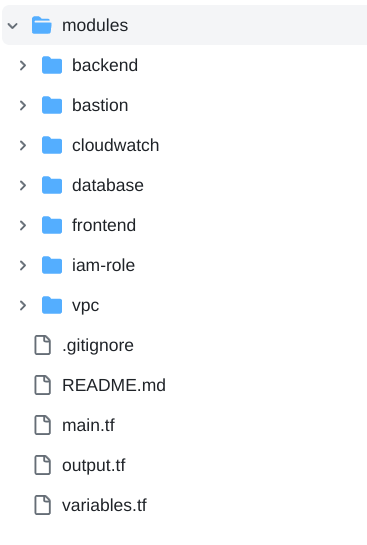 modules
backend
bastion
cloudwatch
database
frontend
iam-role
vpc
.gitignore
README.md
main.tf
output.tf
variables.tf